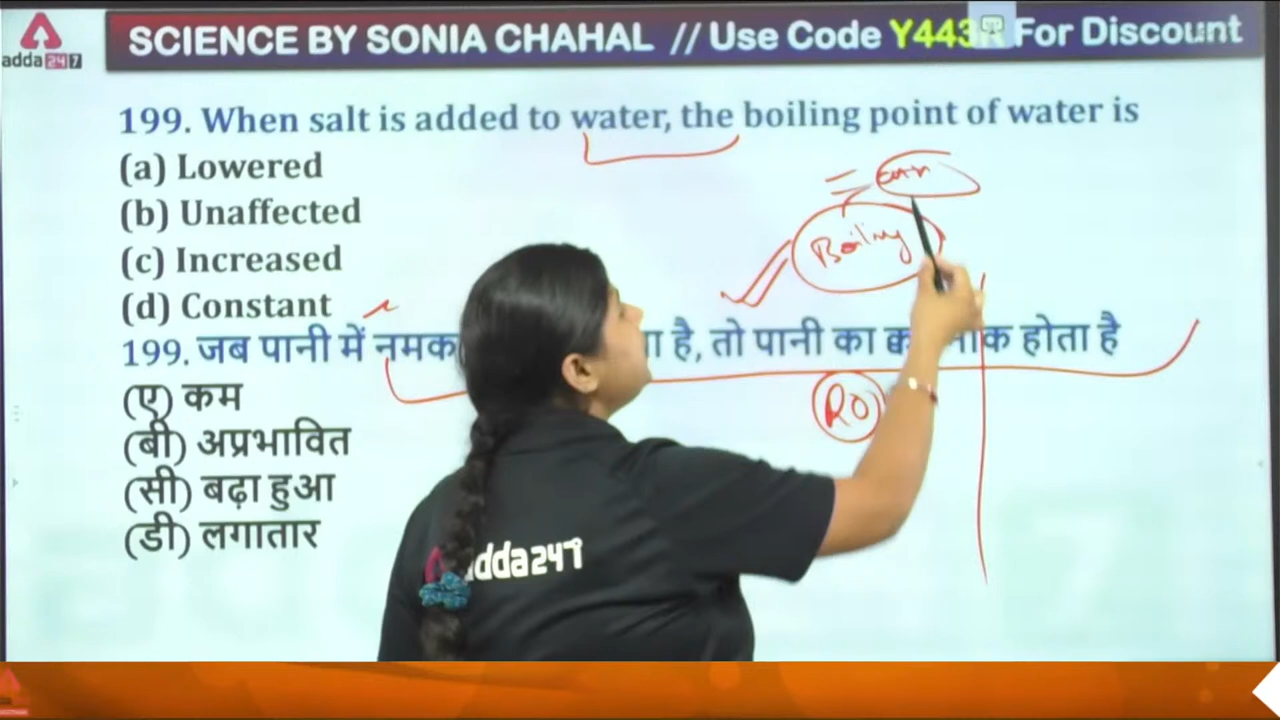 SCIENCE BY SONIA CHAHAL // Use Code Y443R For Discount
adda247
199. When salt is added to water, the boiling point of water is
(a) Lowered
(b) Unaffected
(c) Increased
(d) Constant
Boiling
199. जब पानी में नमक है, तो पानी का होता है
RO
(ए) कम
(बी) अप्रभावित
(सी) बढ़ा हुआ
(डी) लगातार
adda247